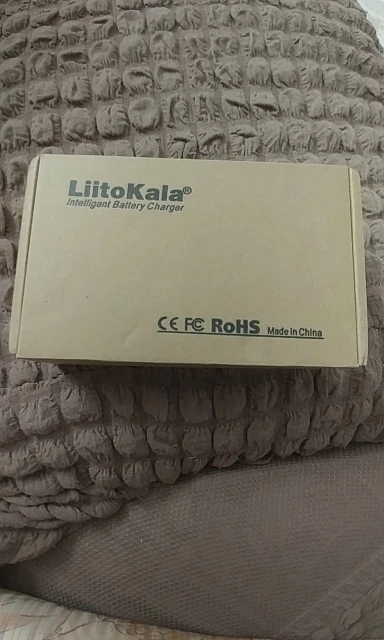 LiitoKala®
Intelligent Battery Charger
CE FC RoHS Made in China